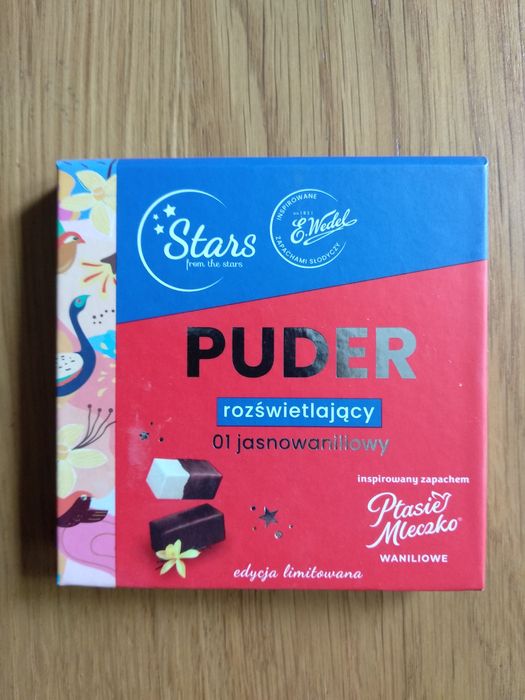 Stars
from the stars
INSPIROWANE
ZAPACHAMI SŁODYCZY
E. Wedel
PUDER
rozświetlający
01 jasnowaniliowy
inspirowany zapachem
Ptasie
Mleczko®
WANILIOWE
edycja limitowana